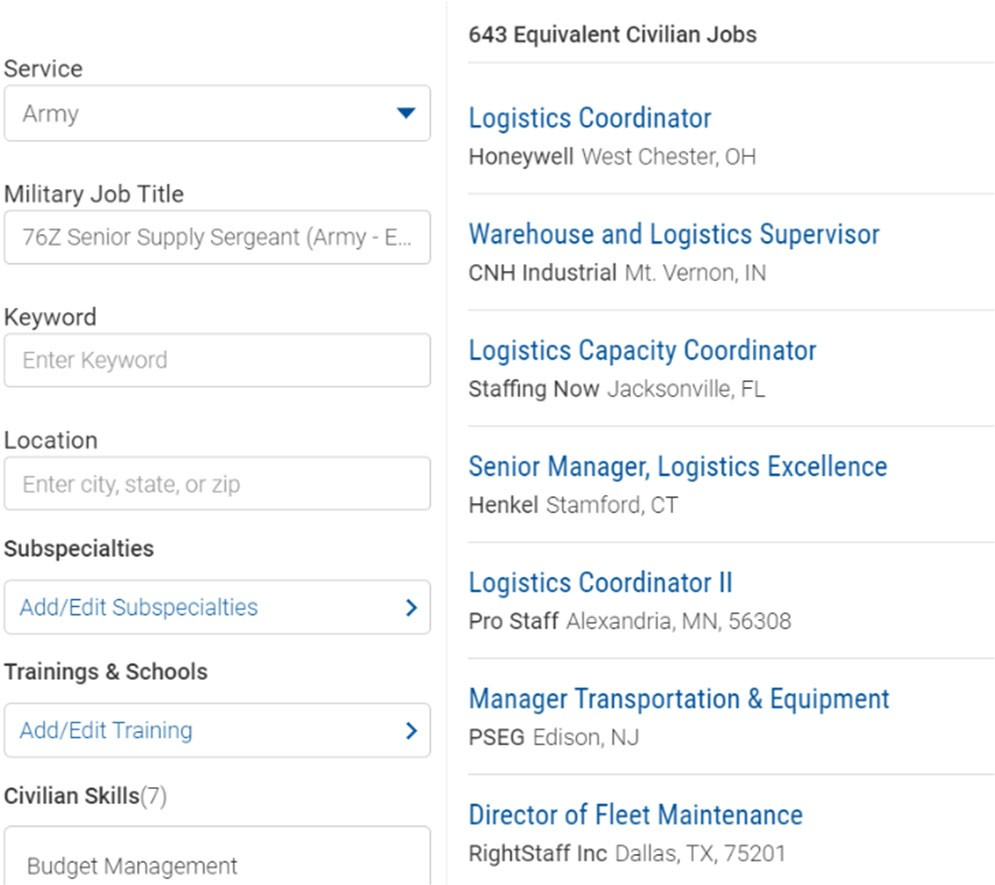 Service
Army
Military Job Title
76Z Senior Supply Sergeant (Army - E...
Keyword
Enter Keyword
Location
Enter city, state, or zip
Subspecialties
Add/Edit Subspecialties
Trainings & Schools
Add/Edit Training
Civilian Skills(7)
Budget Management
643 Equivalent Civilian Jobs
Logistics Coordinator
Honeywell West Chester, OH
Warehouse and Logistics Supervisor
CNH Industrial Mt. Vernon, IN
Logistics Capacity Coordinator
Staffing Now Jacksonville, FL
Senior Manager, Logistics Excellence
Henkel Stamford, CT
Logistics Coordinator II
Pro Staff Alexandria, MN, 56308
Manager Transportation & Equipment
PSEG Edison, NJ
Director of Fleet Maintenance
RightStaff Inc Dallas, TX, 75201